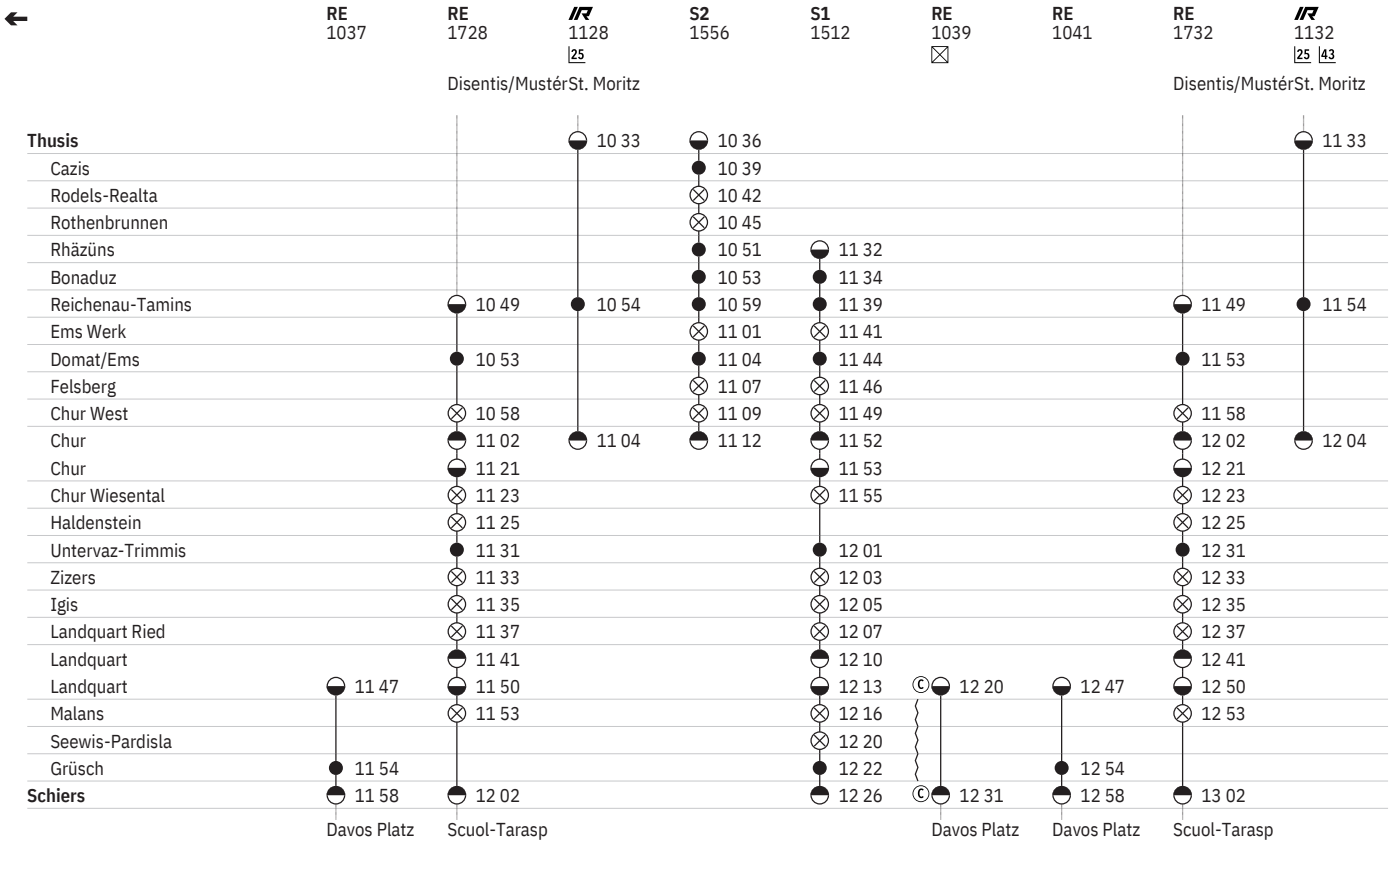 RE RE IR S2 S1 RE RE RE IR
1037 1728 1128 1556 1512 1039 1041 1732 1132
25 25 43
Disentis/Mustér St. Moritz Disentis/Mustér St. Moritz
Thusis 10 33 10 36 11 33
Cazis 10 39
Rodels-Realta 10 42
Rothenbrunnen 10 45
Rhäzüns 10 51 11 32
Bonaduz 10 53 11 34
Reichenau-Tamins 10 49 10 54 10 59 11 39 11 49 11 54
Ems Werk 11 01 11 41
Domat/Ems 10 53 11 04 11 44 11 53
Felsberg 11 07 11 46
Chur West 10 58 11 09 11 49 11 58
Chur 11 02 11 04 11 12 11 52 12 02 12 04
Chur 11 21 11 53 12 21
Chur Wiesental 11 23 11 55 12 23
Haldenstein 11 25 12 25
Untervaz-Trimmis 11 31 12 01 12 31
Zizers 11 33 12 03 12 33
Igis 11 35 12 05 12 35
Landquart Ried 11 37 12 07 12 37
Landquart 11 41 12 10 12 41
Landquart 11 47 11 50 12 13 C 12 20 12 47 12 50
Malans 11 53 12 16 12 53
Seewis-Pardisla 12 20
Grüsch 11 54 12 22 12 54
Schiers 11 58 12 02 12 26 C 12 31 12 58 13 02
Davos Platz Scuol-Tarasp Davos Platz Davos Platz Scuol-Tarasp